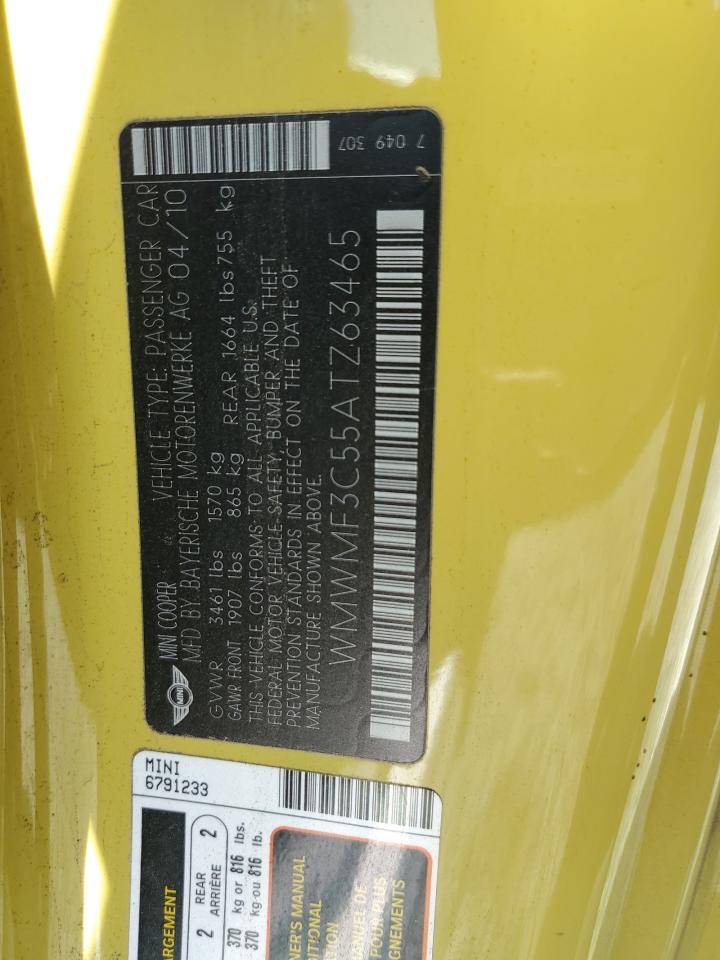 MINI
MINI COOPER VEHICLE TYPE: PASSENGER CAR
MFD BY BAYERISCHE MOTORENWERKE AG 04/10
GVWR 3461 lbs 1570 kg
GAWR FRONT 1907 lbs 865 kg REAR 1664 lbs 755 kg
THIS VEHICLE CONFORMS TO ALL APPLICABLE U.S.
FEDERAL MOTOR VEHICLE SAFETY, BUMPER AND THEFT
PREVENTION STANDARDS IN EFFECT ON THE DATE OF
MANUFACTURE SHOWN ABOVE.
WMWMF3C55ATZ63465
7 049 307
MINI
6791233
ARGEMENT
2 REAR 2
ARRIÈRE
370 kg or 816 lbs.
370 kg ou 816 lb.
NER'S MANUAL
ITIONAL
TION
MANUEL DE
POUR PLUS
GNEMENTS